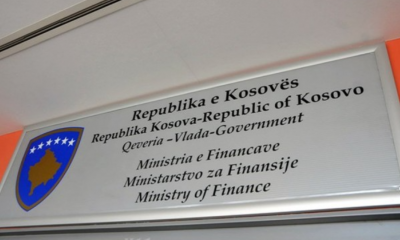 Republika e Kosovës
Republika Kosova-Republic of Kosovo
Qeveria –Vlada-Government
Ministria e Financave
Ministarstvo za Finansije
Ministry of Finance